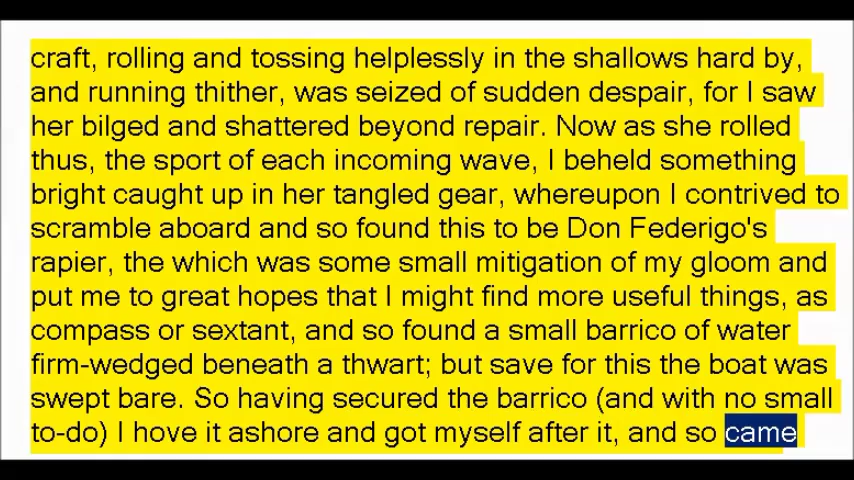 craft, rolling and tossing helplessly in the shallows hard by,
and running thither, was seized of sudden despair, for I saw
her bilged and shattered beyond repair. Now as she rolled
thus, the sport of each incoming wave, I beheld something
bright caught up in her tangled gear, whereupon I contrived to
scramble aboard and so found this to be Don Federigo's
rapier, the which was some small mitigation of my gloom and
put me to great hopes that I might find more useful things, as
compass or sextant, and so found a small barrico of water
firm-wedged beneath a thwart; but save for this the boat was
swept bare. So having secured the barrico (and with no small
to-do) I hove it ashore and got myself after it, and so came